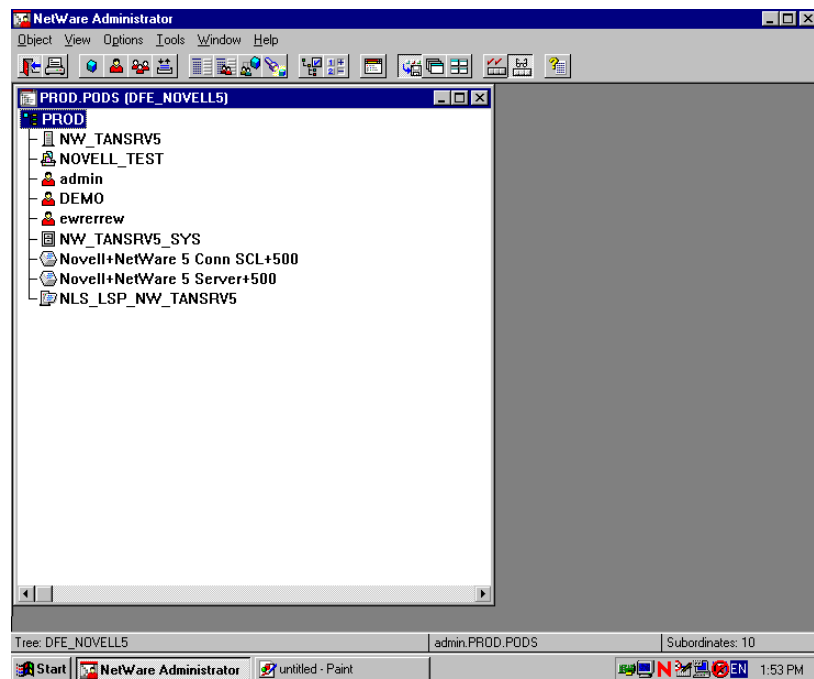 NetWare Administrator
Object View Options Tools Window Help
PROD.PODS (DFE_NOVELL5)
PROD
NW_TANSRV5
NOVELL_TEST
admin
DEMO
ewrerrew
NW_TANSRV5_SYS
Novell+NetWare 5 Conn SCL+500
Novell+NetWare 5 Server+500
NLS_LSP_NW_TANSRV5
Tree: DFE_NOVELL5 admin.PROD.PODS Subordinates: 10
Start NetWare Administrator untitled - Paint N EN 1:53 PM